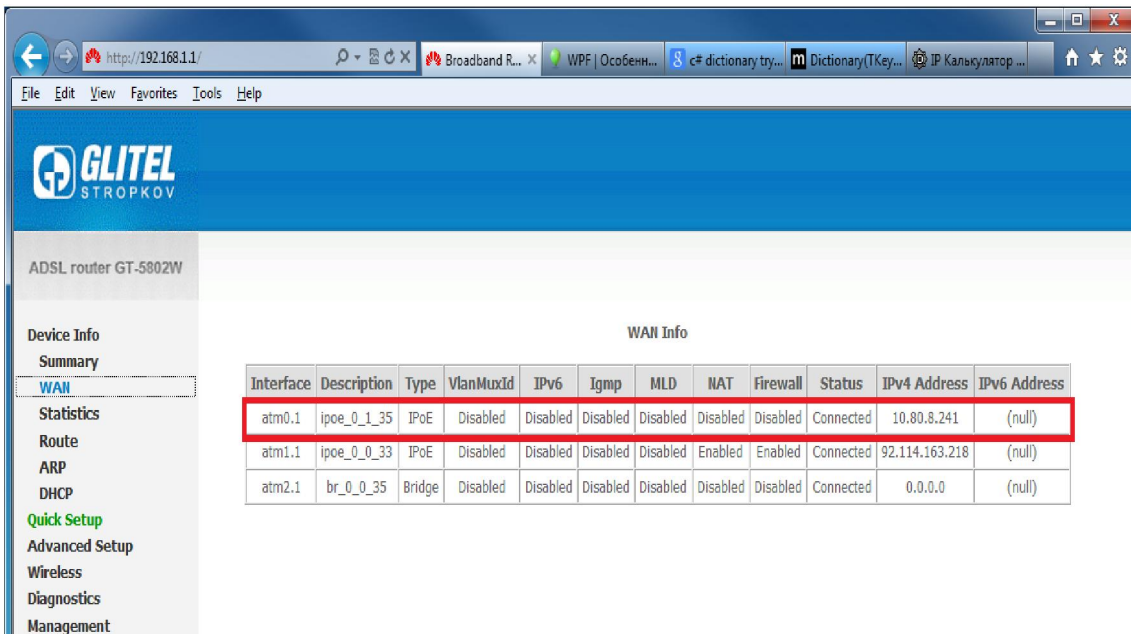 http://192.168.1.1/
Broadband R...
WPF | Особенн...
c# dictionary try...
Dictionary(TKey...
IP Калькулятор ...
File Edit View Favorites Tools Help
GLITEL
STROPKOV
ADSL router GT-5802W
Device Info
Summary
WAN
Statistics
Route
ARP
DHCP
Quick Setup
Advanced Setup
Wireless
Diagnostics
Management
WAN Info
Interface Description Type VlanMuxId IPv6 Igmp MLD NAT Firewall Status IPv4 Address IPv6 Address
atm0.1 ipoe_0_1_35 IPoE Disabled Disabled Disabled Disabled Disabled Disabled Connected 10.80.8.241 (null)
atm1.1 ipoe_0_0_33 IPoE Disabled Disabled Disabled Disabled Enabled Enabled Connected 92.114.163.218 (null)
atm2.1 br_0_0_35 Bridge Disabled Disabled Disabled Disabled Disabled Disabled Connected 0.0.0.0 (null)